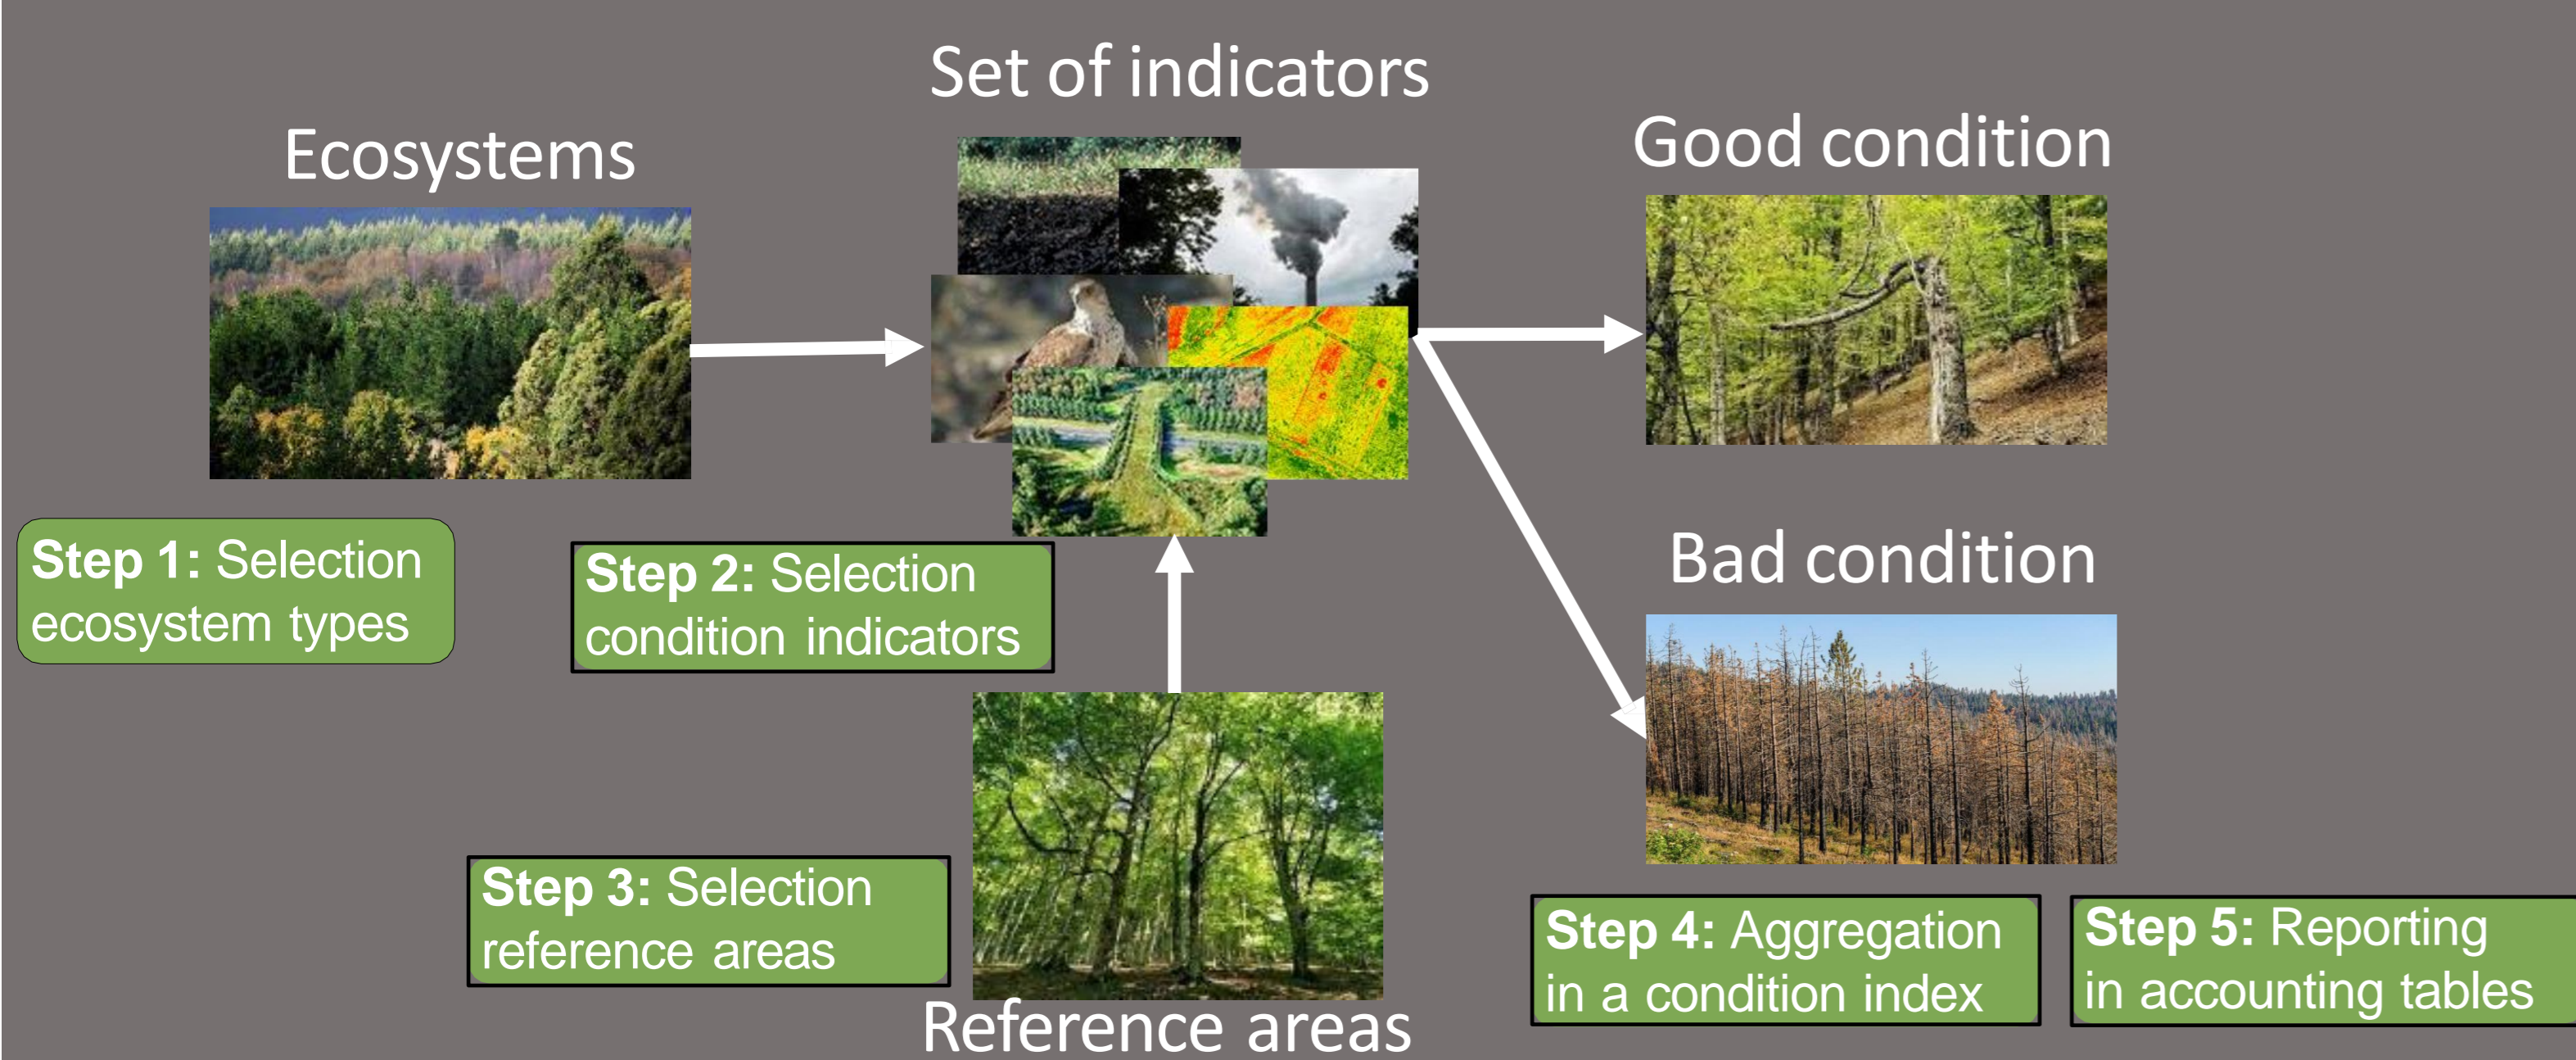 Set of indicators
Ecosystems
Good condition
Step 1: Selection
ecosystem types
Step 2: Selection
condition indicators
Bad condition
Step 3: Selection
reference areas
Reference areas
Step 4: Aggregation
in a condition index
Step 5: Reporting
in accounting tables